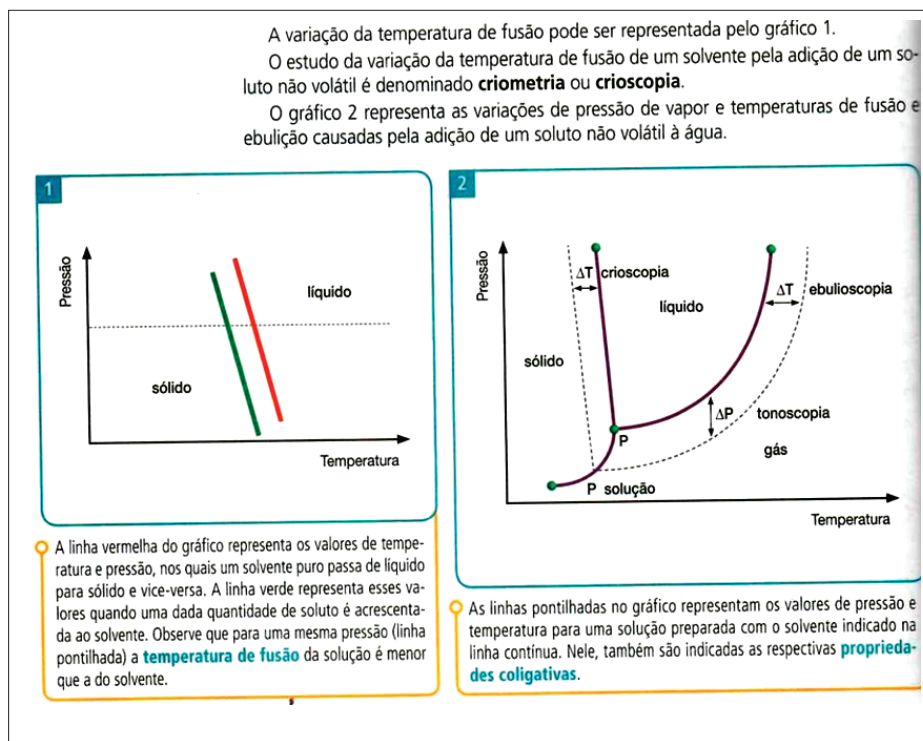 A variação da temperatura de fusão pode ser representada pelo gráfico 1.
O estudo da variação da temperatura de fusão de um solvente pela adição de um so-
luto não volátil é denominado criometria ou crioscopia.
O gráfico 2 representa as variações de pressão de vapor e temperaturas de fusão e
ebulição causadas pela adição de um soluto não volátil à água.
1
Pressão
líquido
sólido
Temperatura
A linha vermelha do gráfico representa os valores de tempe-
ratura e pressão, nos quais um solvente puro passa de líquido
para sólido e vice-versa. A linha verde representa esses va-
lores quando uma dada quantidade de soluto é acrescenta-
da ao solvente. Observe que para uma mesma pressão (linha
pontilhada) a temperatura de fusão da solução é menor
que a do solvente.
2
Pressão
ΔT crioscopia
líquido
ΔT ebulioscopia
sólido
ΔP tonoscopia
P
gás
P solução
Temperatura
As linhas pontilhadas no gráfico representam os valores de pressão e
temperatura para uma solução preparada com o solvente indicado na
linha contínua. Nele, também são indicadas as respectivas proprieda-
des coligativas.